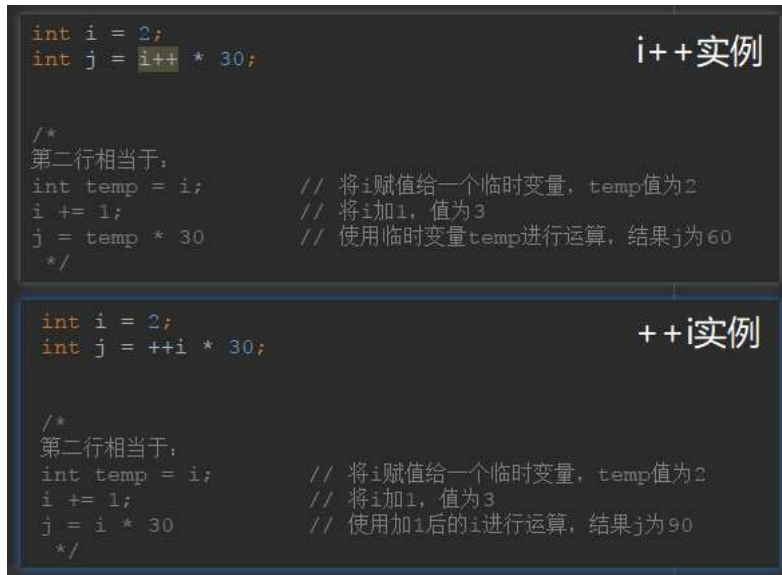 int i = 2;
int j = i++ * 30;
i++实例
/*
第二行相当于:
int temp = i; // 将i赋值给一个临时变量, temp值为2
i += 1; // 将i加1, 值为3
j = temp * 30 // 使用临时变量temp进行运算, 结果j为60
*/
int i = 2;
int j = ++i * 30;
++i实例
/*
第二行相当于:
int temp = i; // 将i赋值给一个临时变量, temp值为2
i += 1; // 将i加1, 值为3
j = i * 30 // 使用加1后的i进行运算, 结果j为90
*/